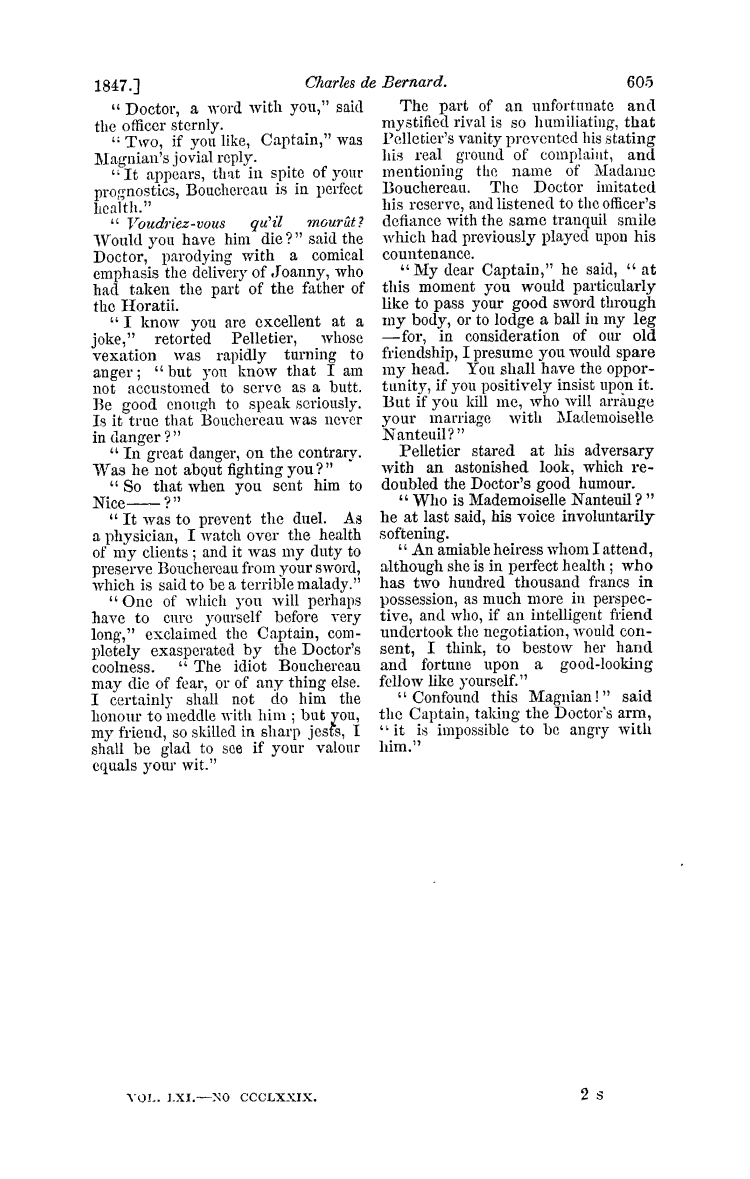 1847.] Charles de Bernard. 605
“ Doctor, a word with you,” said
the officer sternly.
“ Two, if you like, Captain,” was
Magnian's jovial reply.
“ It appears, that in spite of your
prognostics, Bouchereau is in perfect
health.”
“ Voudriez-vous qu'il mourût?
Would you have him die?” said the
Doctor, parodying with a comical
emphasis the delivery of Joanny, who
had taken the part of the father of
the Horatii.
“ I know you are excellent at a
joke,” retorted Pelletier, whose
vexation was rapidly turning to
anger; “ but you know that I am
not accustomed to serve as a butt.
Be good enough to speak seriously.
Is it true that Bouchereau was never
in danger?”
“ In great danger, on the contrary.
Was he not about fighting you?”
“ So that when you sent him to
Nice—— ?”
“ It was to prevent the duel. As
a physician, I watch over the health
of my clients; and it was my duty to
preserve Bouchereau from your sword,
which is said to be a terrible malady.”
“ One of which you will perhaps
have to cure yourself before very
long,” exclaimed the Captain, com-
pletely exasperated by the Doctor's
coolness. “ The idiot Bouchereau
may die of fear, or of any thing else.
I certainly shall not do him the
honour to meddle with him; but you,
my friend, so skilled in sharp jests, I
shall be glad to see if your valour
equals your wit.”
The part of an unfortunate and
mystified rival is so humiliating, that
Pelletier's vanity prevented his stating
his real ground of complaint, and
mentioning the name of Madame
Bouchereau. The Doctor imitated
his reserve, and listened to the officer's
defiance with the same tranquil smile
which had previously played upon his
countenance.
“ My dear Captain,” he said, “ at
this moment you would particularly
like to pass your good sword through
my body, or to lodge a ball in my leg
—for, in consideration of our old
friendship, I presume you would spare
my head. You shall have the oppor-
tunity, if you positively insist upon it.
But if you kill me, who will arrange
your marriage with Mademoiselle
Nanteuil?”
Pelletier stared at his adversary
with an astonished look, which re-
doubled the Doctor's good humour.
“ Who is Mademoiselle Nanteuil?”
he at last said, his voice involuntarily
softening.
“ An amiable heiress whom I attend,
although she is in perfect health; who
has two hundred thousand francs in
possession, as much more in perspec-
tive, and who, if an intelligent friend
undertook the negotiation, would con-
sent, I think, to bestow her hand
and fortune upon a good-looking
fellow like yourself.”
“ Confound this Magnian!” said
the Captain, taking the Doctor's arm,
“ it is impossible to be angry with
him.”
VOL. LXI.—NO CCCLXXIX. 2 S